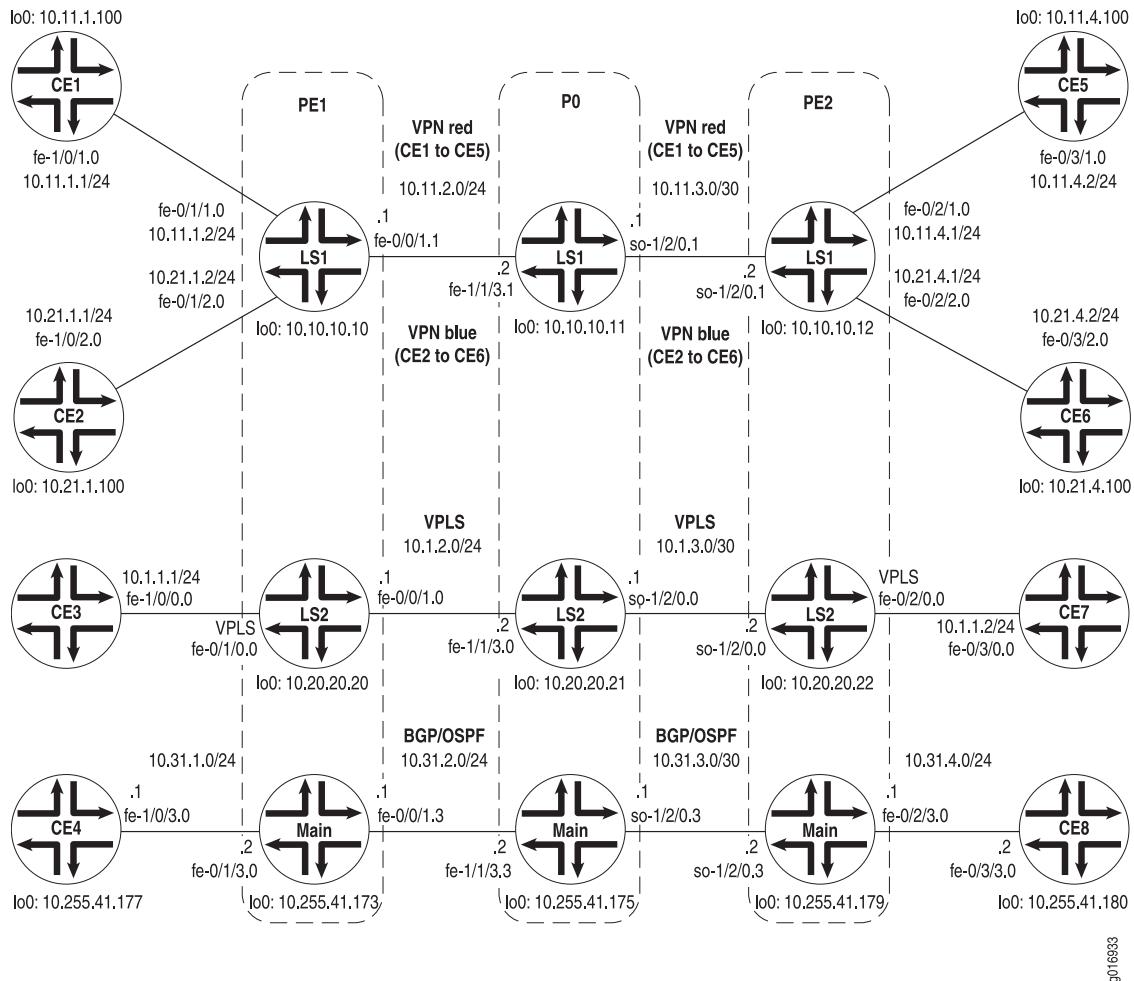 lo0: 10.11.1.100
CE1
fe-1/0/1.0
10.11.1.1/24
PE1
P0
PE2
lo0: 10.11.4.100
CE5
fe-0/3/1.0
10.11.4.2/24
VPN red
(CE1 to CE5)
10.11.2.0/24
VPN red
(CE1 to CE5)
10.11.3.0/30
fe-0/1/1.0
10.11.1.2/24
10.21.1.2/24
fe-0/1/2.0
LS1
.1
fe-0/0/1.1
.2
fe-1/1/3.1
LS1
.1
so-1/2/0.1
.2
so-1/2/0.1
LS1
fe-0/2/1.0
10.11.4.1/24
10.21.4.1/24
fe-0/2/2.0
lo0: 10.10.10.10
lo0: 10.10.10.11
lo0: 10.10.10.12
VPN blue
(CE2 to CE6)
VPN blue
(CE2 to CE6)
10.21.1.1/24
fe-1/0/2.0
CE2
lo0: 10.21.1.100
10.21.4.2/24
fe-0/3/2.0
CE6
lo0: 10.21.4.100
VPLS
10.1.2.0/24
VPLS
10.1.3.0/30
CE3
10.1.1.1/24
fe-1/0/0.0
VPLS
fe-0/1/0.0
LS2
.1
fe-0/0/1.0
.2
fe-1/1/3.0
LS2
.1
so-1/2/0.0
.2
so-1/2/0.0
LS2
VPLS
fe-0/2/0.0
10.1.1.2/24
fe-0/3/0.0
CE7
lo0: 10.20.20.20
lo0: 10.20.20.21
lo0: 10.20.20.22
BGP/OSPF
10.31.2.0/24
BGP/OSPF
10.31.3.0/30
10.31.1.0/24
10.31.4.0/24
CE4
.1
fe-1/0/3.0
.2
fe-0/1/3.0
Main
.1
fe-0/0/1.3
.2
fe-1/1/3.3
Main
.1
so-1/2/0.3
.2
so-1/2/0.3
Main
.1
fe-0/2/3.0
.2
fe-0/3/3.0
CE8
lo0: 10.255.41.177
lo0: 10.255.41.173
lo0: 10.255.41.175
lo0: 10.255.41.179
lo0: 10.255.41.180
g016933